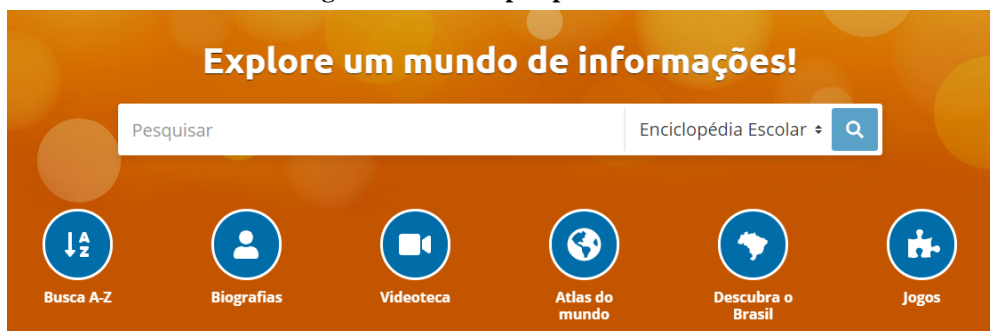 Explore um mundo de informações!
Pesquisar
Enciclopédia Escolar
Busca A-Z
Biografias
Videoteca
Atlas do
mundo
Descubra o
Brasil
Jogos